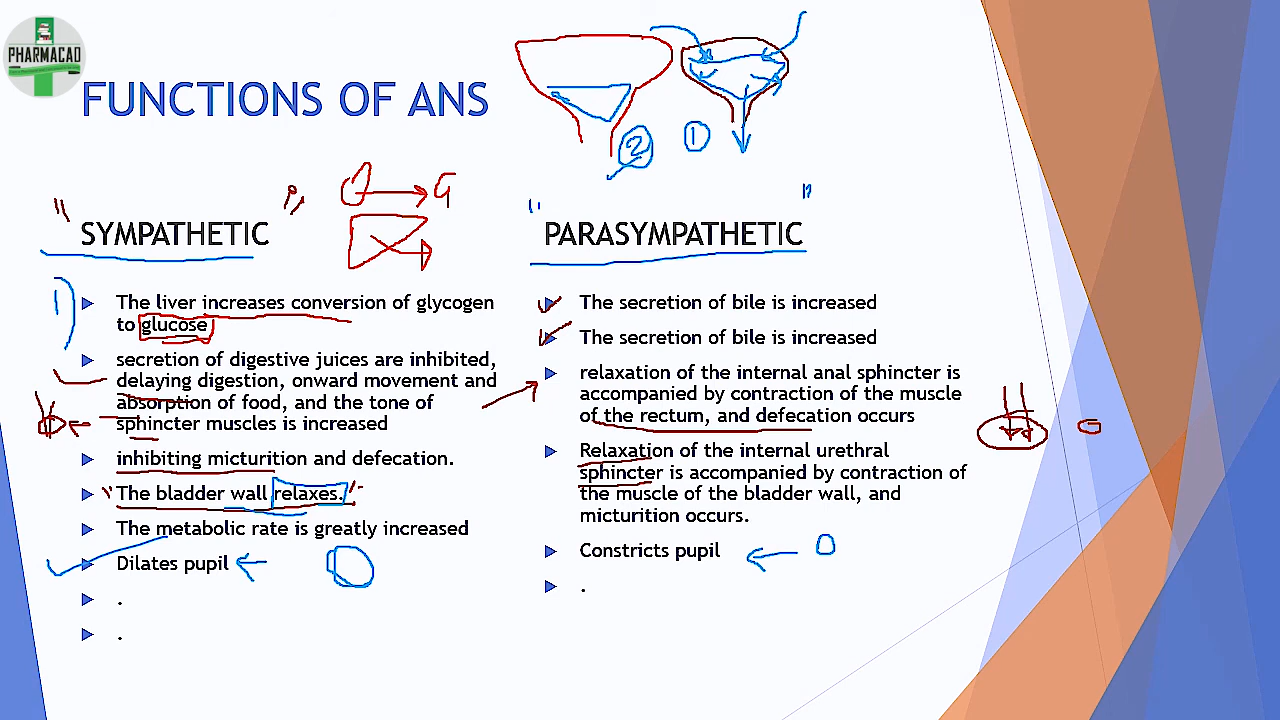 PHARMACAD
FUNCTIONS OF ANS
2
1
G
" SYMPATHETIC "
1
The liver increases conversion of glycogen
to glucose
secretion of digestive juices are inhibited,
delaying digestion, onward movement and
absorption of food, and the tone of
sphincter muscles is increased
inhibiting micturition and defecation.
"The bladder wall relaxes."
The metabolic rate is greatly increased
Dilates pupil
.
.
" PARASYMPATHETIC "
The secretion of bile is increased
The secretion of bile is increased
relaxation of the internal anal sphincter is
accompanied by contraction of the muscle
of the rectum, and defecation occurs
Relaxation of the internal urethral
sphincter is accompanied by contraction of
the muscle of the bladder wall, and
micturition occurs.
Constricts pupil
.